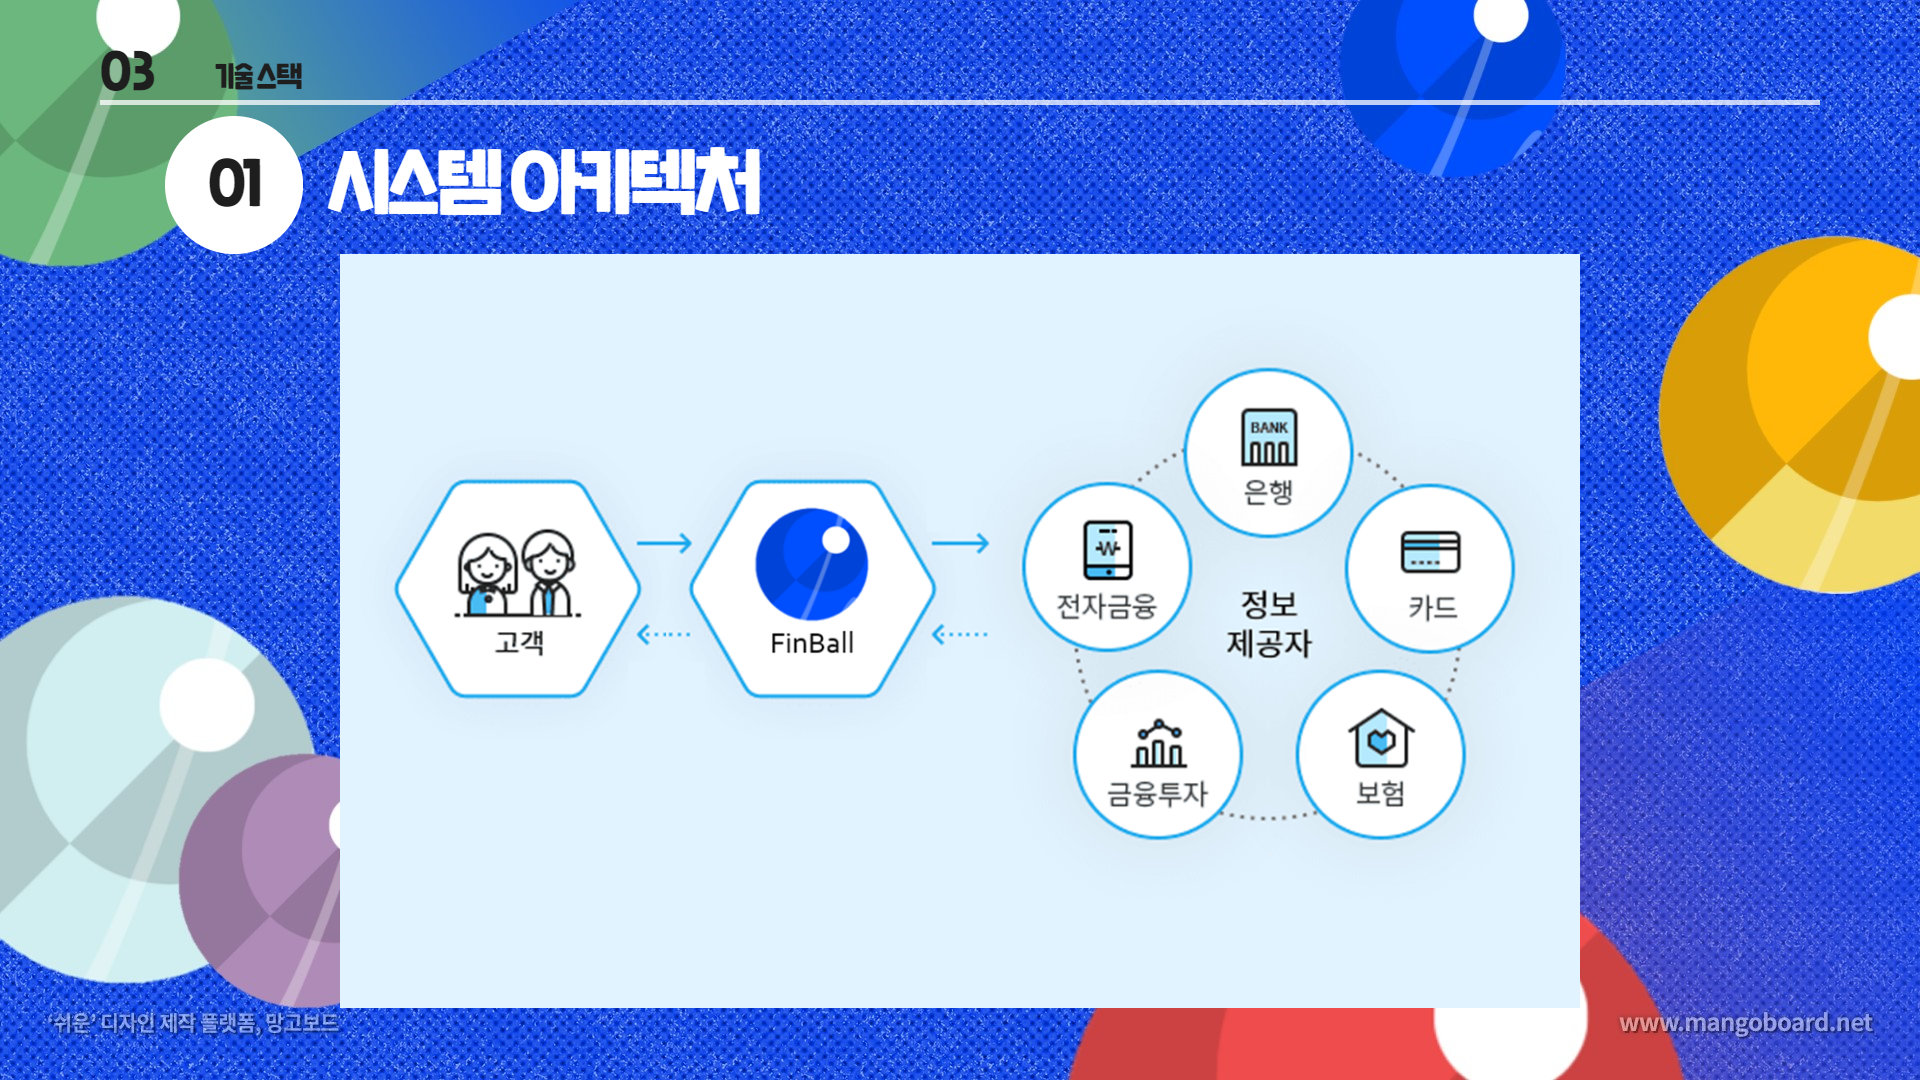 03 기술 스택
01 시스템 아키텍처
BANK
은행
전자금융
카드
정보
제공자
고객
FinBall
금융투자
보험
‘쉬운’ 디자인 제작 플랫폼, 망고보드
www.mangoboard.net